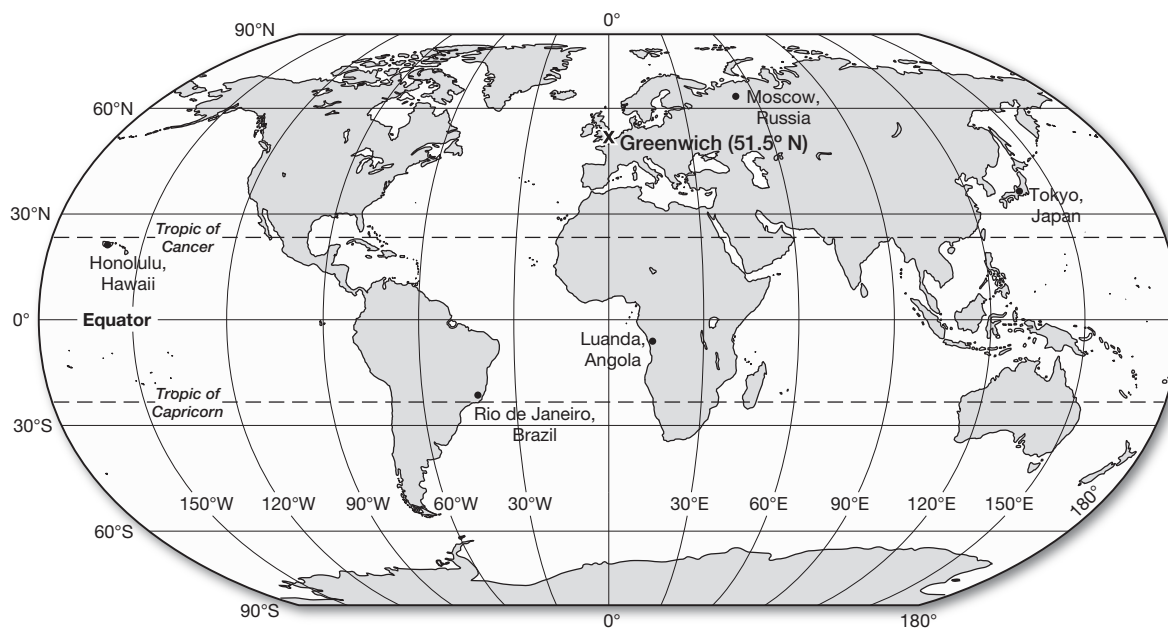 0°
90°N
60°N
Moscow,
Russia
x
Greenwich (51.5° N)
30°N
Tropic of
Cancer
Tokyo,
Japan
Honolulu,
Hawaii
0°
Equator
Luanda,
Angola
Tropic of
Capricorn
Rio de Janeiro,
Brazil
30°S
150°W 120°W 90°W 60°W 30°W 30°E 60°E 90°E 120°E 150°E 180°
60°S
90°S
0°
180°